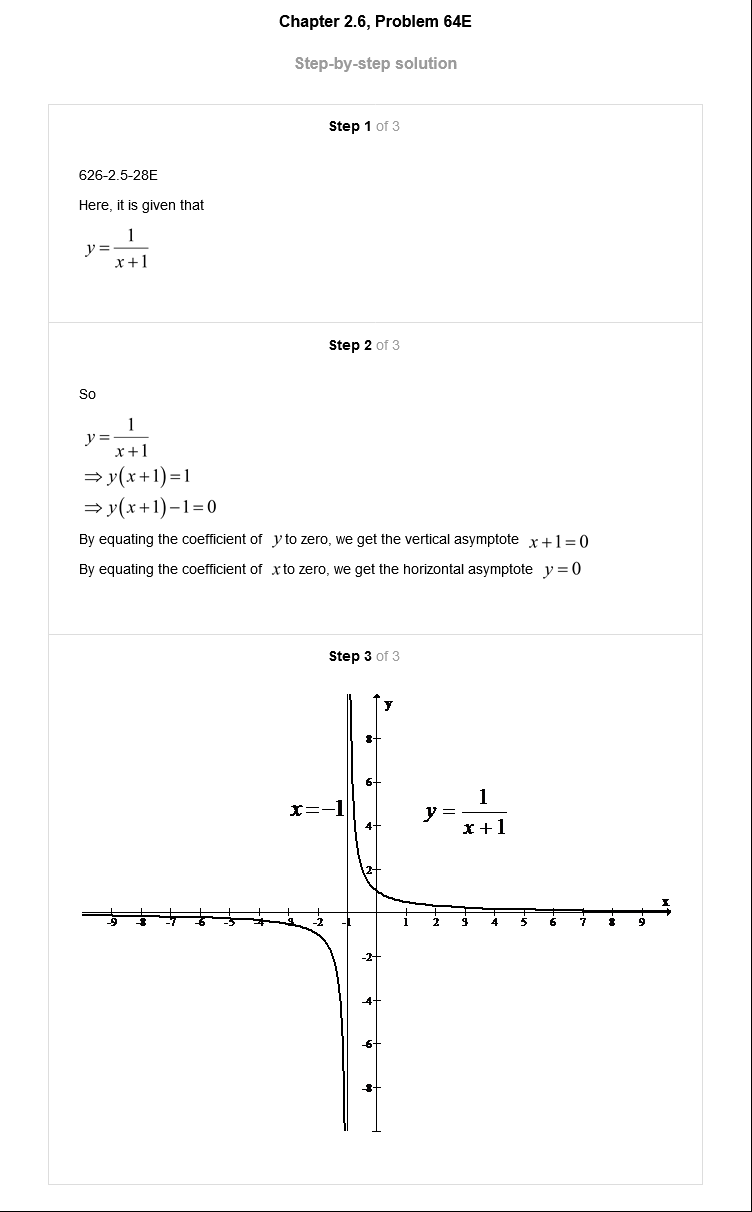 Chapter 2.6, Problem 64E
Step-by-step solution
Step 1 of 3
626-2.5-28E
Here, it is given that
y = 1/(x+1)
Step 2 of 3
So
y = 1/(x+1)
⇒ y(x+1) = 1
⇒ y(x+1) − 1 = 0
By equating the coefficient of y to zero, we get the vertical asymptote x+1=0
By equating the coefficient of x to zero, we get the horizontal asymptote y=0
Step 3 of 3
y
8
6
x=−1
y = 1/(x+1)
4
2
x
-9 -8 -7 -6 -5 -4 -3 -2 -1 1 2 3 4 5 6 7 8 9
-2
-4
-6
-8